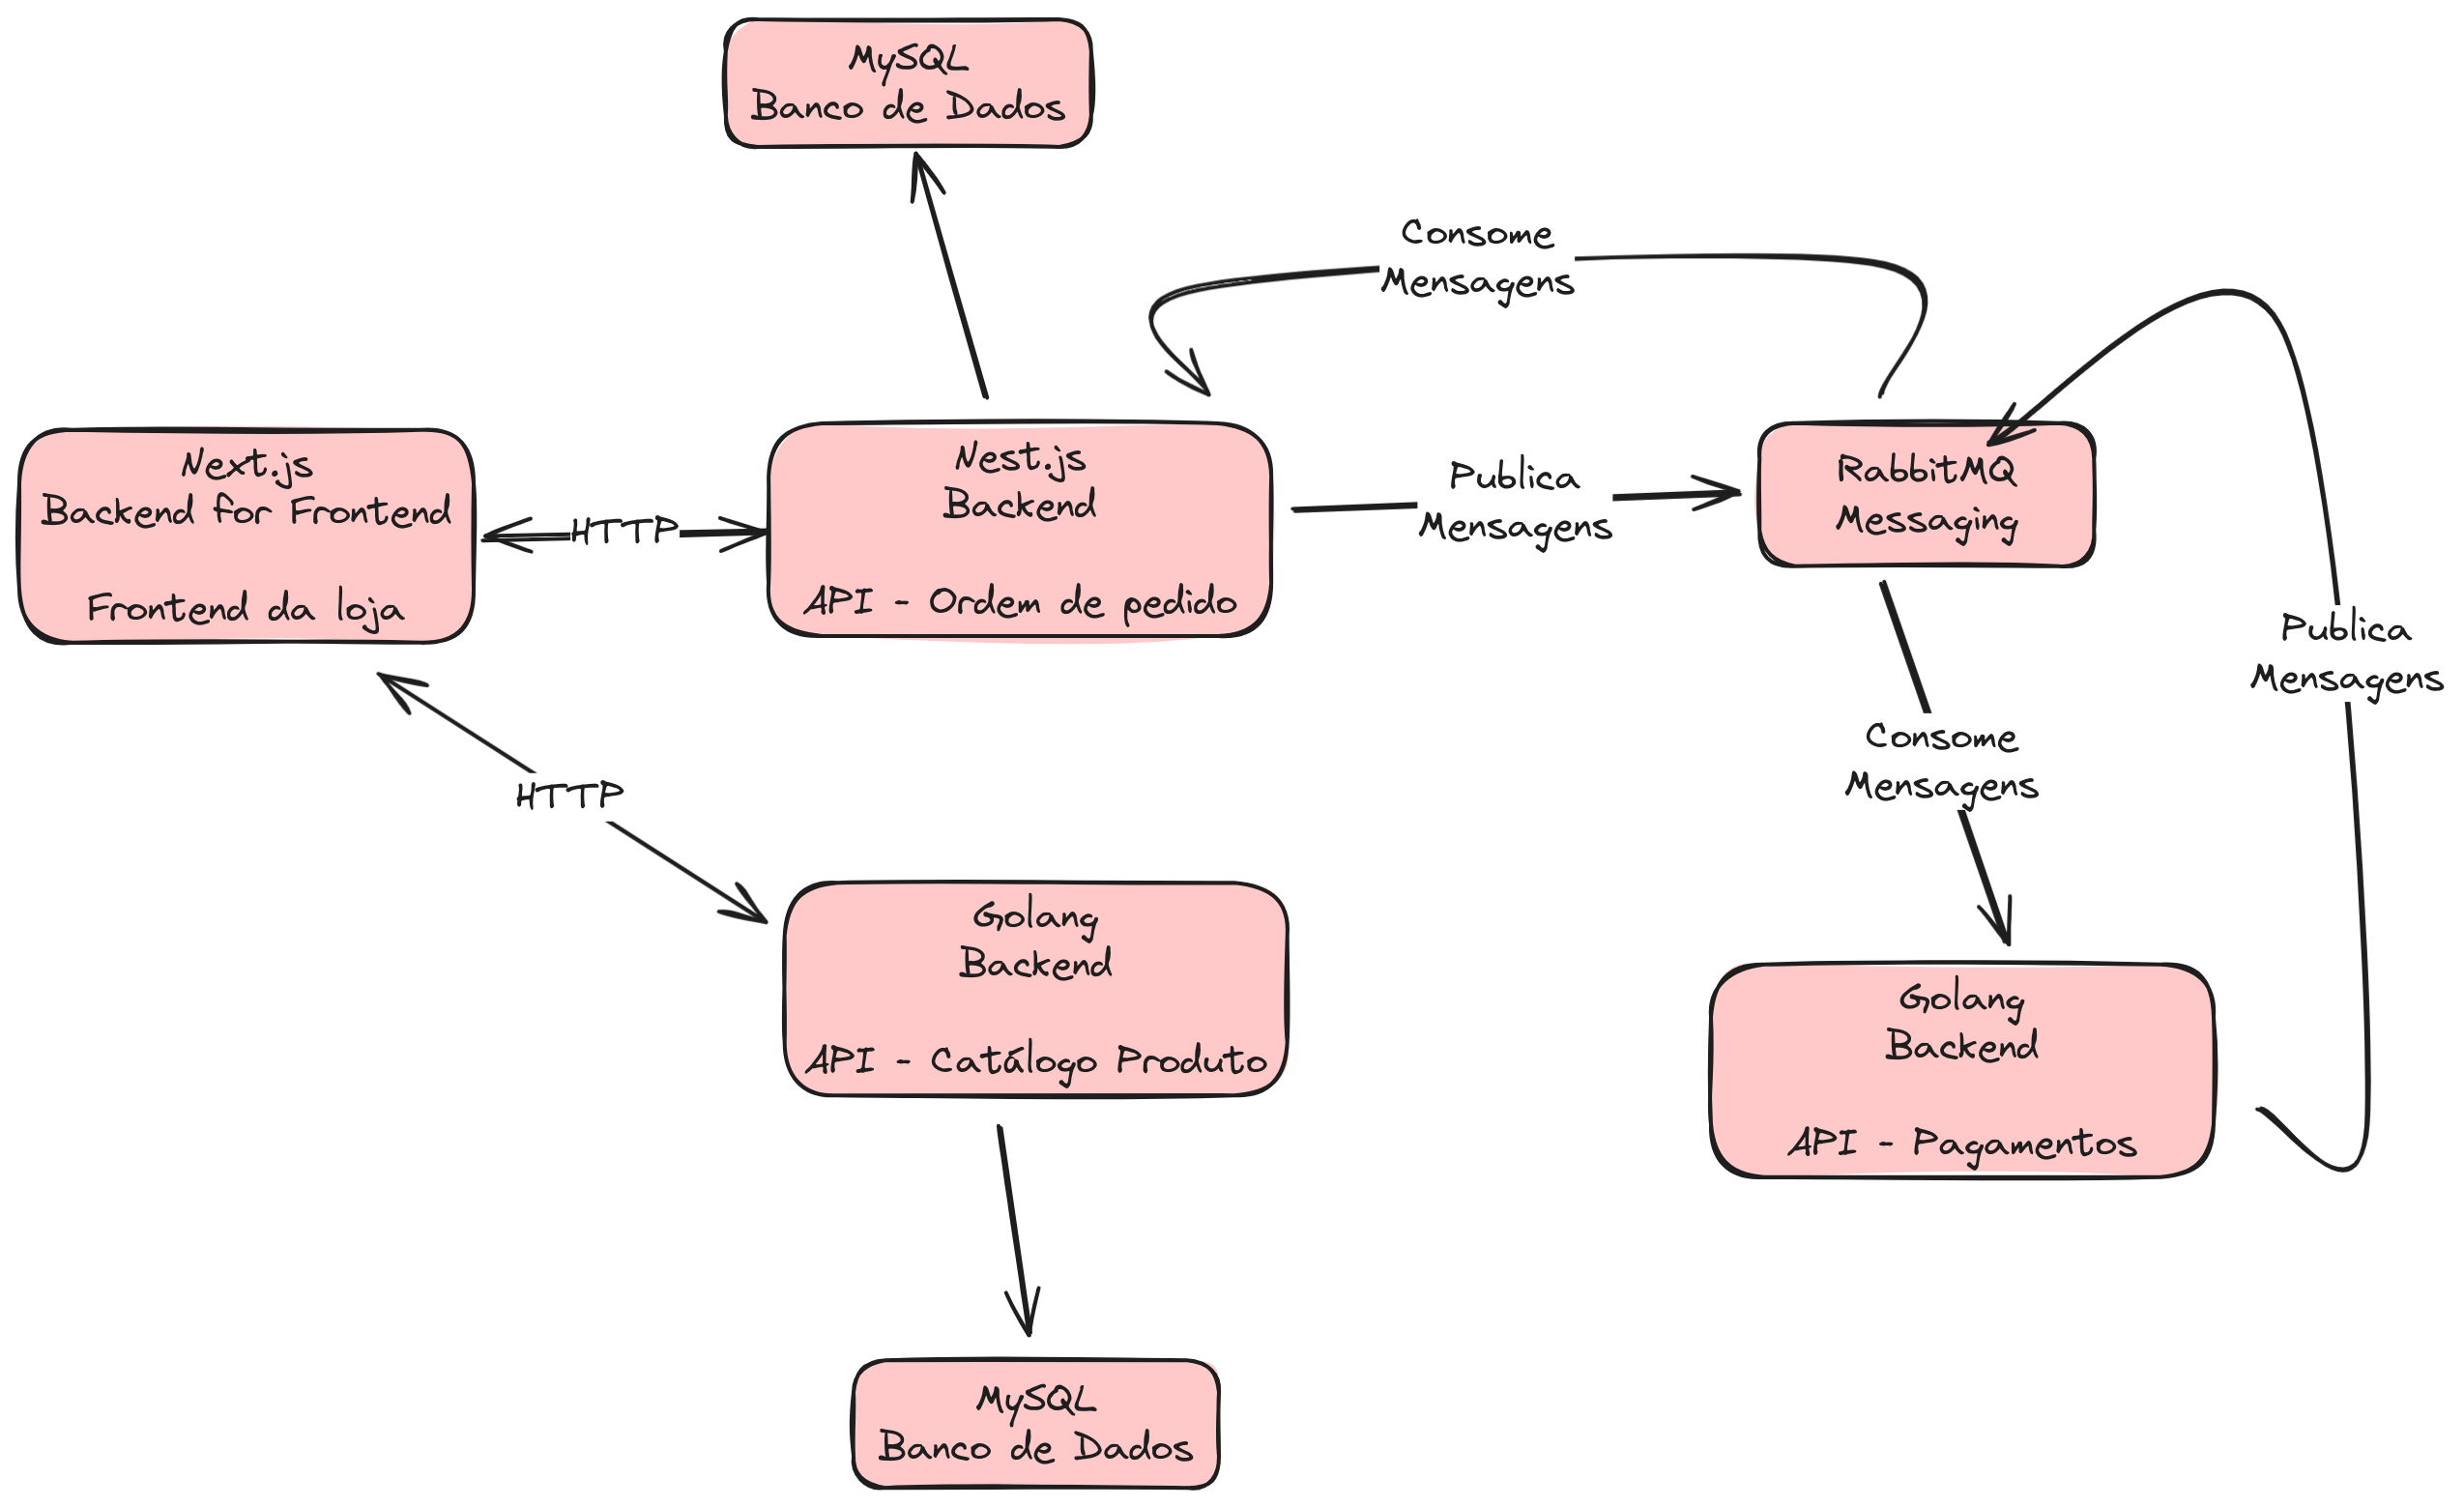 MySQL
Banco de Dados
Consome
Mensagens
Next.js
Backend for Frontend
Frontend da loja
HTTP
Nest.js
Backend
API - Ordem de pedido
Publica
Mensagens
RabbitMQ
Messaging
Publica
Mensagens
Consome
Mensagens
HTTP
Golang
Backend
API - Catálogo Produto
Golang
Backend
API - Pagamentos
MySQL
Banco de Dados